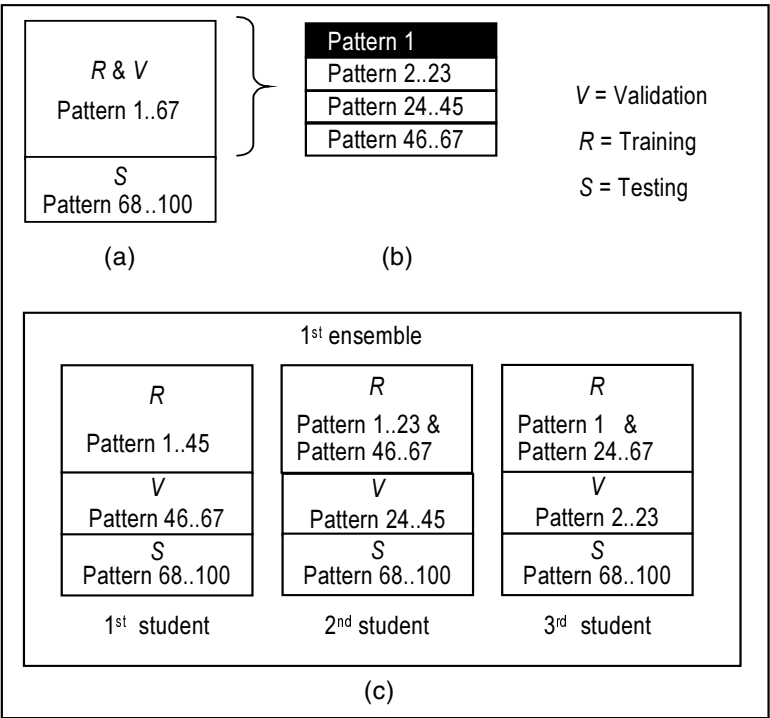 R & V
Pattern 1..67
S
Pattern 68..100
(a)
Pattern 1
Pattern 2..23
Pattern 24..45
Pattern 46..67
(b)
V = Validation
R = Training
S = Testing
1st ensemble
R
Pattern 1..45
V
Pattern 46..67
S
Pattern 68..100
1st student
R
Pattern 1..23 &
Pattern 46..67
V
Pattern 24..45
S
Pattern 68..100
2nd student
R
Pattern 1 &
Pattern 24..67
V
Pattern 2..23
S
Pattern 68..100
3rd student
(c)